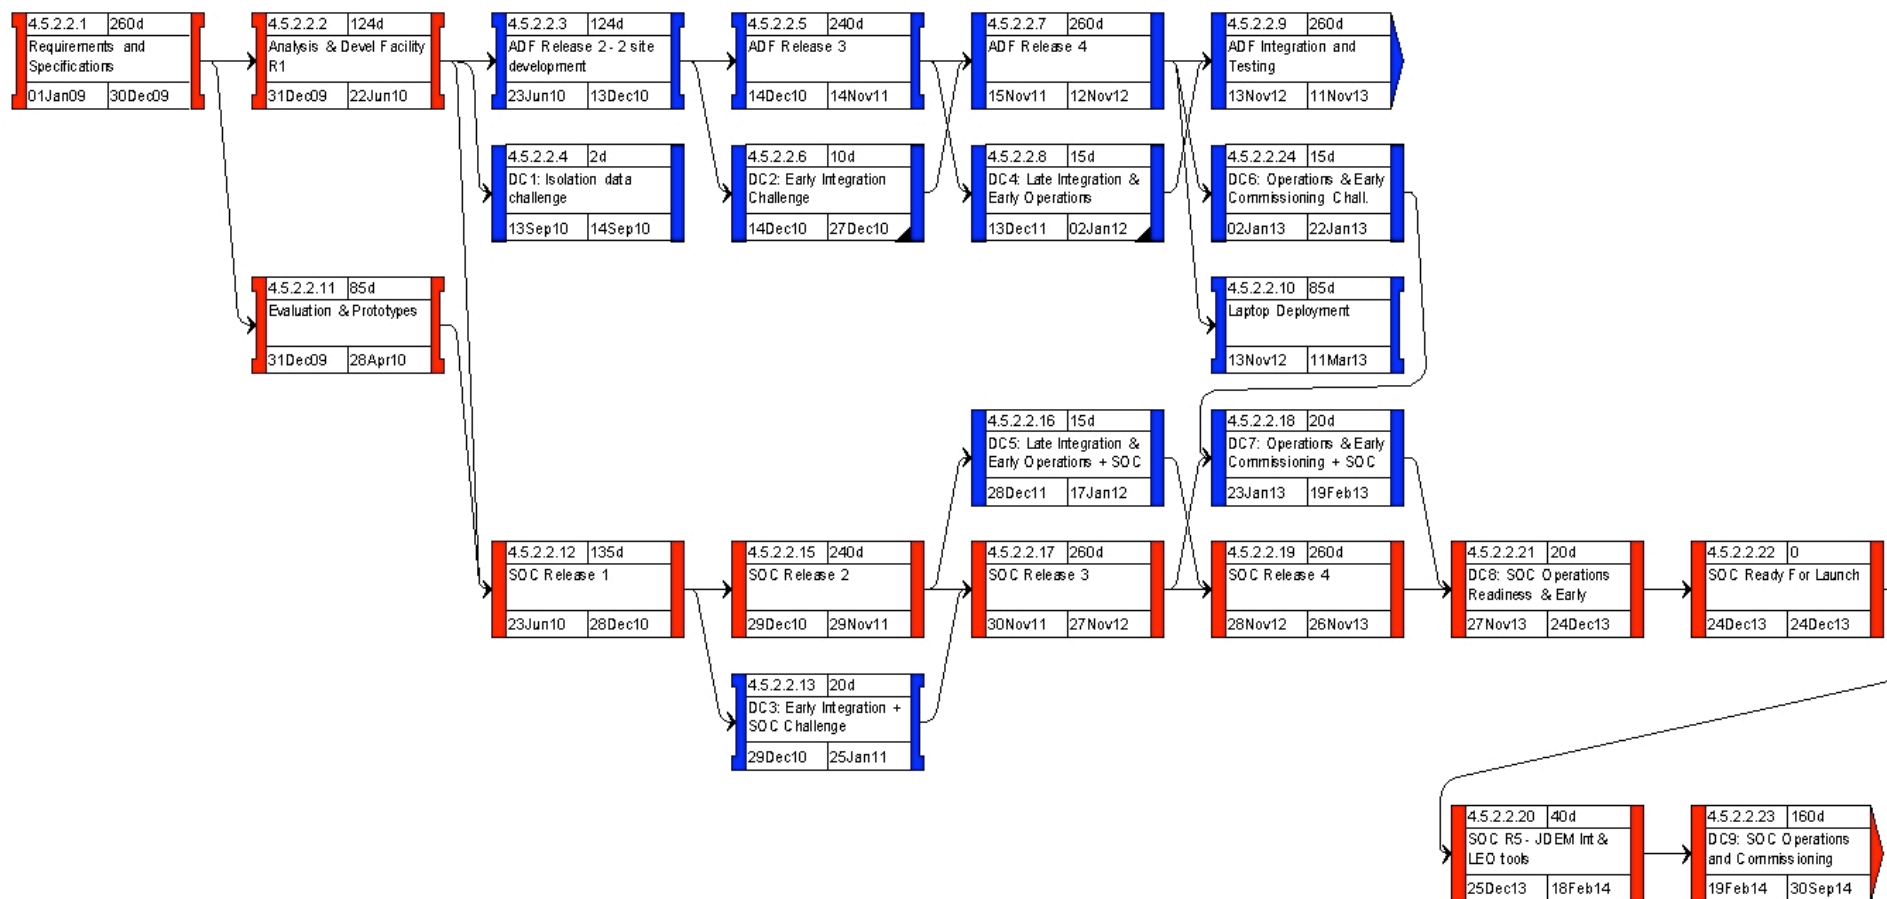 4.5.2.2.1 260d
Requirements and
Specifications
01Jan09 30Dec09
4.5.2.2.2 124d
Analysis & Devel Facility
R1
31Dec09 22Jun10
4.5.2.2.3 124d
ADF Release 2 - 2 site
development
23Jun10 13Dec10
4.5.2.2.5 240d
ADF Release 3
14Dec10 14Nov11
4.5.2.2.7 260d
ADF Release 4
15Nov11 12Nov12
4.5.2.2.9 260d
ADF Integration and
Testing
13Nov12 11Nov13
4.5.2.2.4 2d
DC1: Isolation data
challenge
13Sep10 14Sep10
4.5.2.2.6 10d
DC2: Early Integration
Challenge
14Dec10 27Dec10
4.5.2.2.8 15d
DC4: Late Integration &
Early Operations
13Dec11 02Jan12
4.5.2.2.24 15d
DC6: Operations & Early
Commissioning Chall.
02Jan13 22Jan13
4.5.2.2.11 85d
Evaluation & Prototypes
31Dec09 28Apr10
4.5.2.2.10 85d
Laptop Deployment
13Nov12 11Mar13
4.5.2.2.16 15d
DC5: Late Integration &
Early Operations + SOC
28Dec11 17Jan12
4.5.2.2.18 20d
DC7: Operations & Early
Commissioning + SOC
23Jan13 19Feb13
4.5.2.2.12 135d
SOC Release 1
23Jun10 28Dec10
4.5.2.2.15 240d
SOC Release 2
29Dec10 29Nov11
4.5.2.2.17 260d
SOC Release 3
30Nov11 27Nov12
4.5.2.2.19 260d
SOC Release 4
28Nov12 26Nov13
4.5.2.2.21 20d
DC8: SOC Operations
Readiness & Early
27Nov13 24Dec13
4.5.2.2.22 0
SOC Ready For Launch
24Dec13 24Dec13
4.5.2.2.13 20d
DC3: Early Integration +
SOC Challenge
29Dec10 25Jan11
4.5.2.2.20 40d
SOC R5 - JDEM Int &
LEO tools
25Dec13 18Feb14
4.5.2.2.23 160d
DC9: SOC Operations
and Commissioning
19Feb14 30Sep14